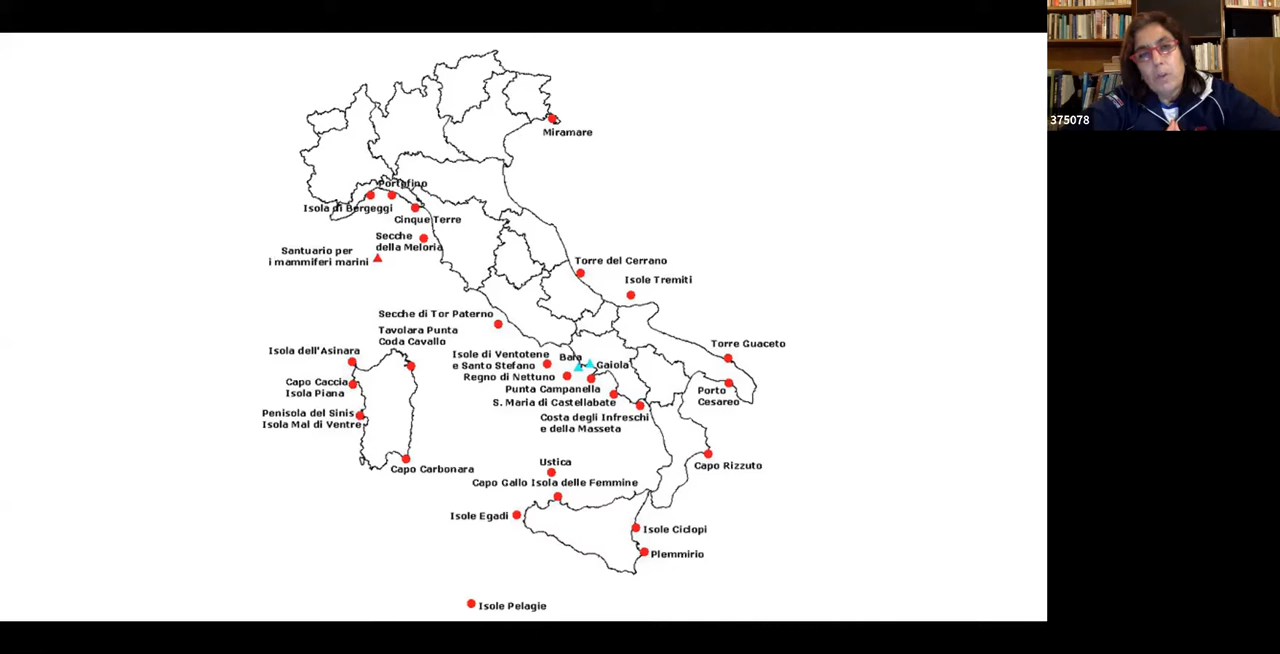 375078
Miramare
Portofino
Isola di Bergeggi
Cinque Terre
Secche
della Meloria
Santuario per
i mammiferi marini
Torre del Cerrano
Isole Tremiti
Secche di Tor Paterno
Tavolara Punta
Coda Cavallo
Isola dell'Asinara
Isole di Ventotene
e Santo Stefano
Baia
Gaiola
Torre Guaceto
Regno di Nettuno
Capo Caccia
Isola Piana
Punta Campanella
Porto
Cesareo
S. Maria di Castellabate
Penisola del Sinis
Isola Mal di Ventre
Costa degli Infreschi
e della Masseta
Capo Carbonara
Ustica
Capo Rizzuto
Capo Gallo Isola delle Femmine
Isole Egadi
Isole Ciclopi
Plemmirio
Isole Pelagie